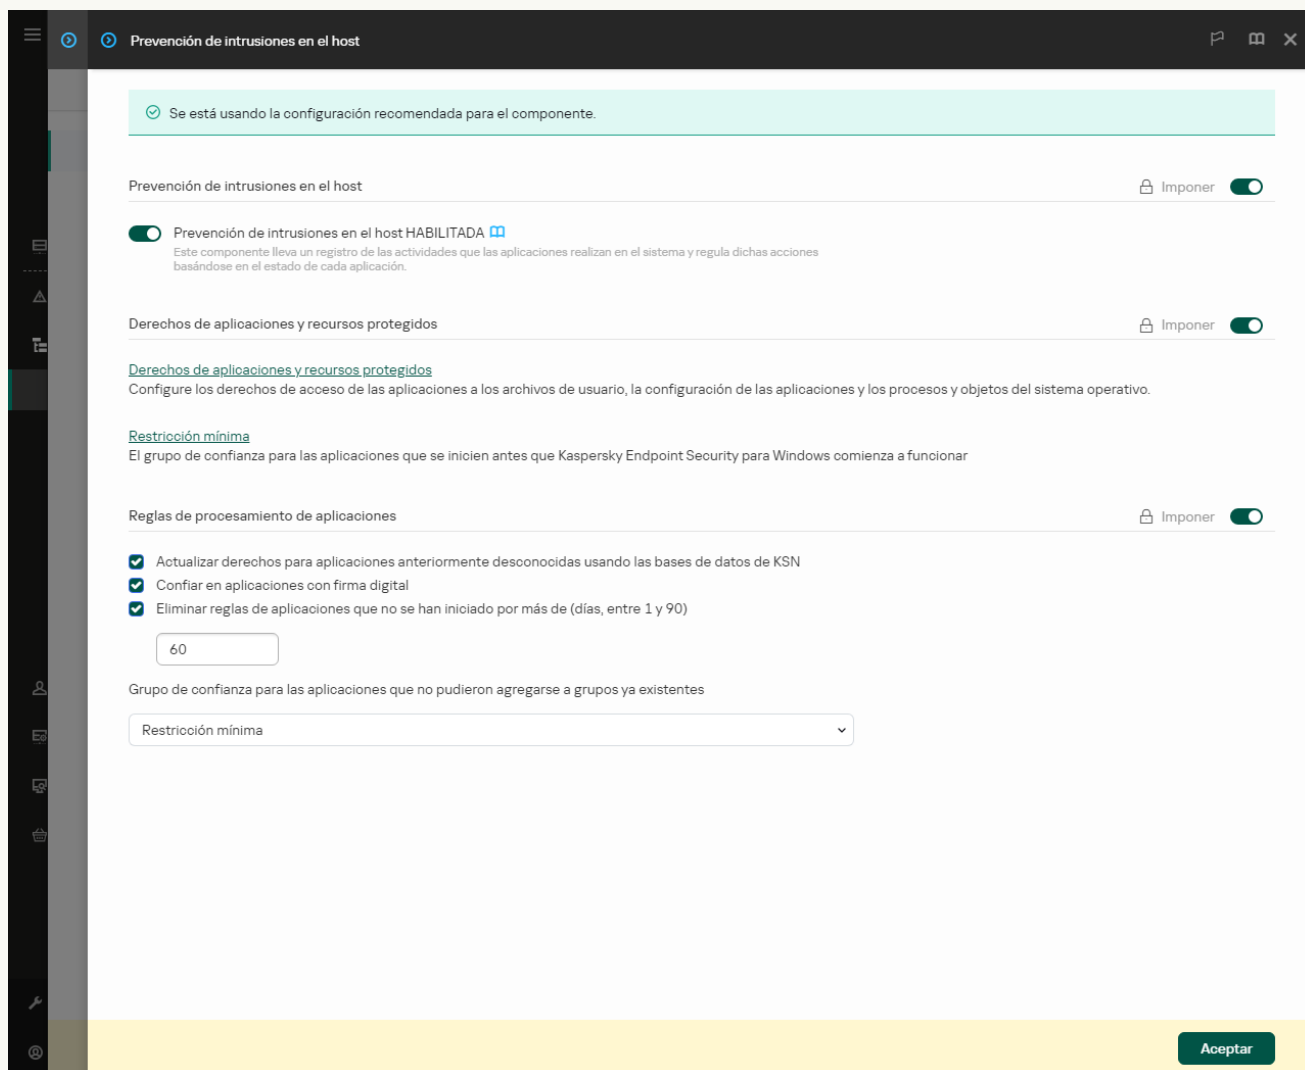 Prevención de intrusiones en el host
Se está usando la configuración recomendada para el componente.
Prevención de intrusiones en el host
Imponer
Prevención de intrusiones en el host HABILITADA
Este componente lleva un registro de las actividades que las aplicaciones realizan en el sistema y regula dichas acciones
basándose en el estado de cada aplicación.
Derechos de aplicaciones y recursos protegidos
Imponer
Derechos de aplicaciones y recursos protegidos
Configure los derechos de acceso de las aplicaciones a los archivos de usuario, la configuración de las aplicaciones y los procesos y objetos del sistema operativo.
Restricción mínima
El grupo de confianza para las aplicaciones que se inicien antes que Kaspersky Endpoint Security para Windows comienza a funcionar
Reglas de procesamiento de aplicaciones
Imponer
Actualizar derechos para aplicaciones anteriormente desconocidas usando las bases de datos de KSN
Confiar en aplicaciones con firma digital
Eliminar reglas de aplicaciones que no se han iniciado por más de (días, entre 1 y 90)
60
Grupo de confianza para las aplicaciones que no pudieron agregarse a grupos ya existentes
Restricción mínima
Aceptar